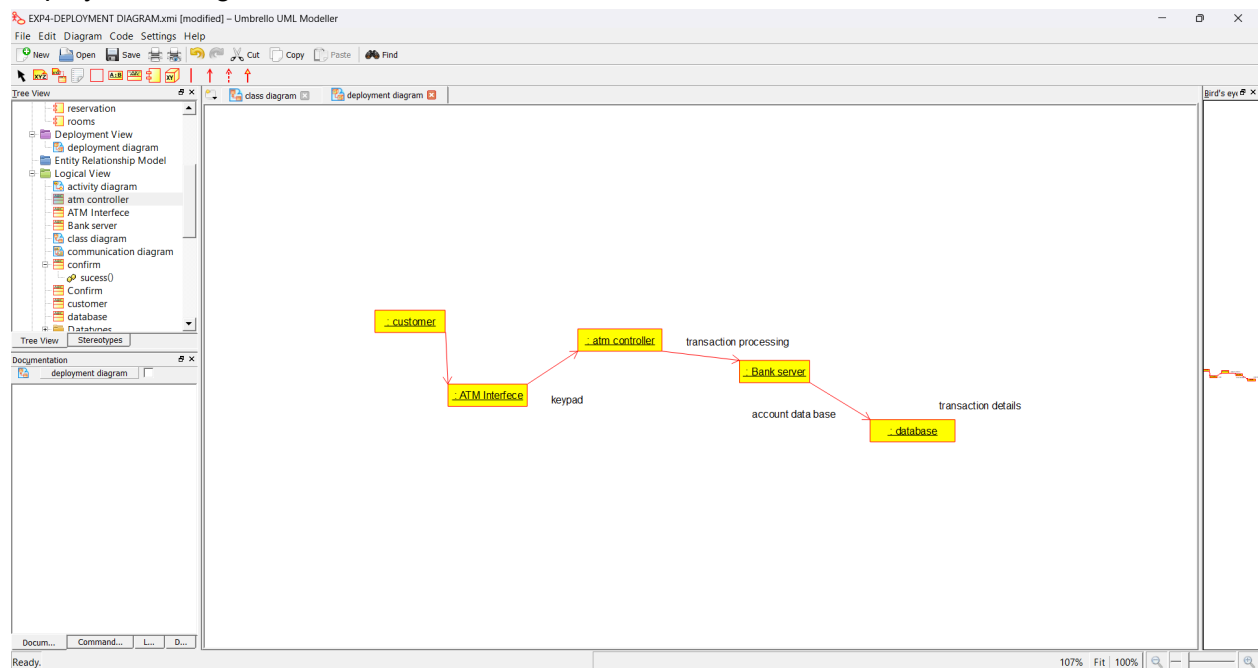 EXP4-DEPLOYMENT DIAGRAM.xmi [modified] – Umbrello UML Modeller
File Edit Diagram Code Settings Help
New Open Save Cut Copy Paste Find
Tree View
class diagram
deployment diagram
Bird's eye
reservation
rooms
Deployment View
deployment diagram
Entity Relationship Model
Logical View
activity diagram
atm controller
ATM Interfece
Bank server
class diagram
communication diagram
confirm
sucess()
Confirm
customer
database
Datatypes
Tree View Stereotypes
Documentation
deployment diagram
: customer
: atm controller
transaction processing
: Bank server
: ATM Interfece
keypad
account data base
transaction details
: database
Docum... Command... L... D...
Ready.
107% Fit 100%